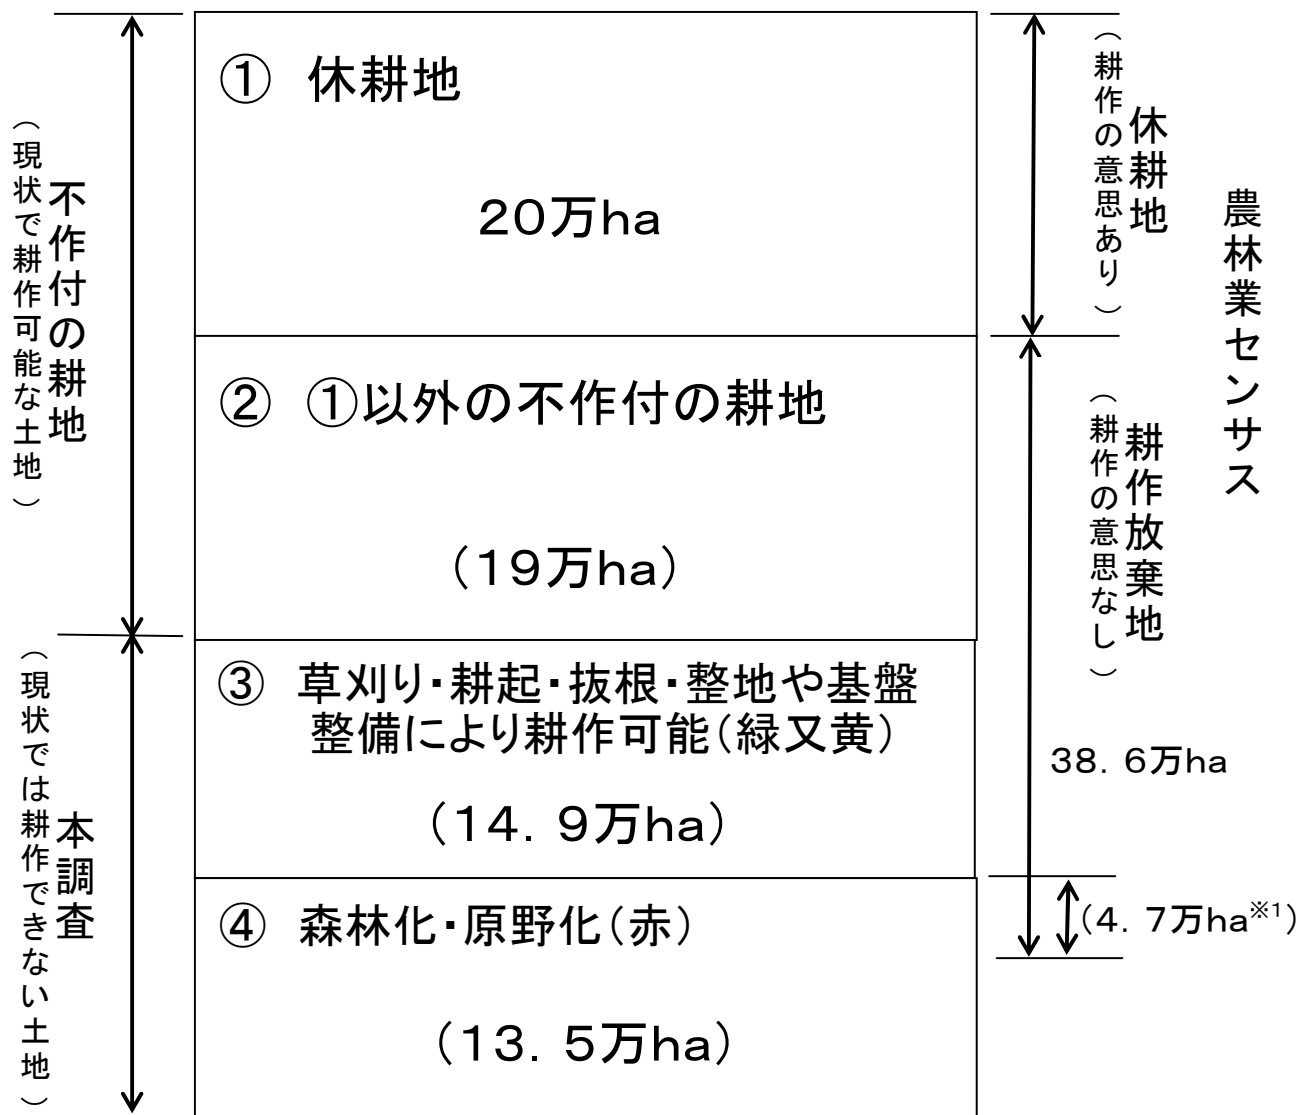 （現状で耕作可能な土地）
不作付の耕地
（現状では耕作できない土地）
本調査
① 休耕地
２０万ha
② ①以外の不作付の耕地
（１９万ha）
③ 草刈り・耕起・抜根・整地や基盤
整備により耕作可能（緑又黄）
（１４．９万ha）
④ 森林化・原野化（赤）
（１３．５万ha）
（耕作の意思あり）
休耕地
（耕作の意思なし）
耕作放棄地
３８．６万ha
（４．７万ha※1）
農林業センサス